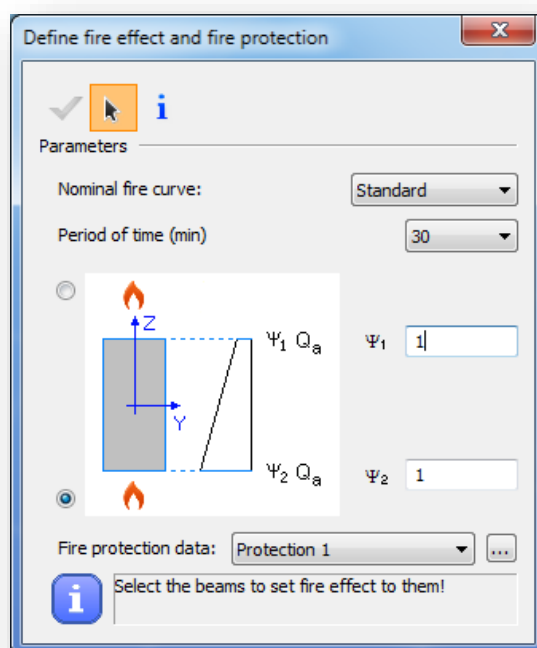 Define fire effect and fire protection
i
Parameters
Nominal fire curve: Standard
Period of time (min) 30
Z
Ψ₁ Qₐ Ψ₁ 1
Y
Ψ₂ Qₐ Ψ₂ 1
Fire protection data: Protection 1 ...
i Select the beams to set fire effect to them!